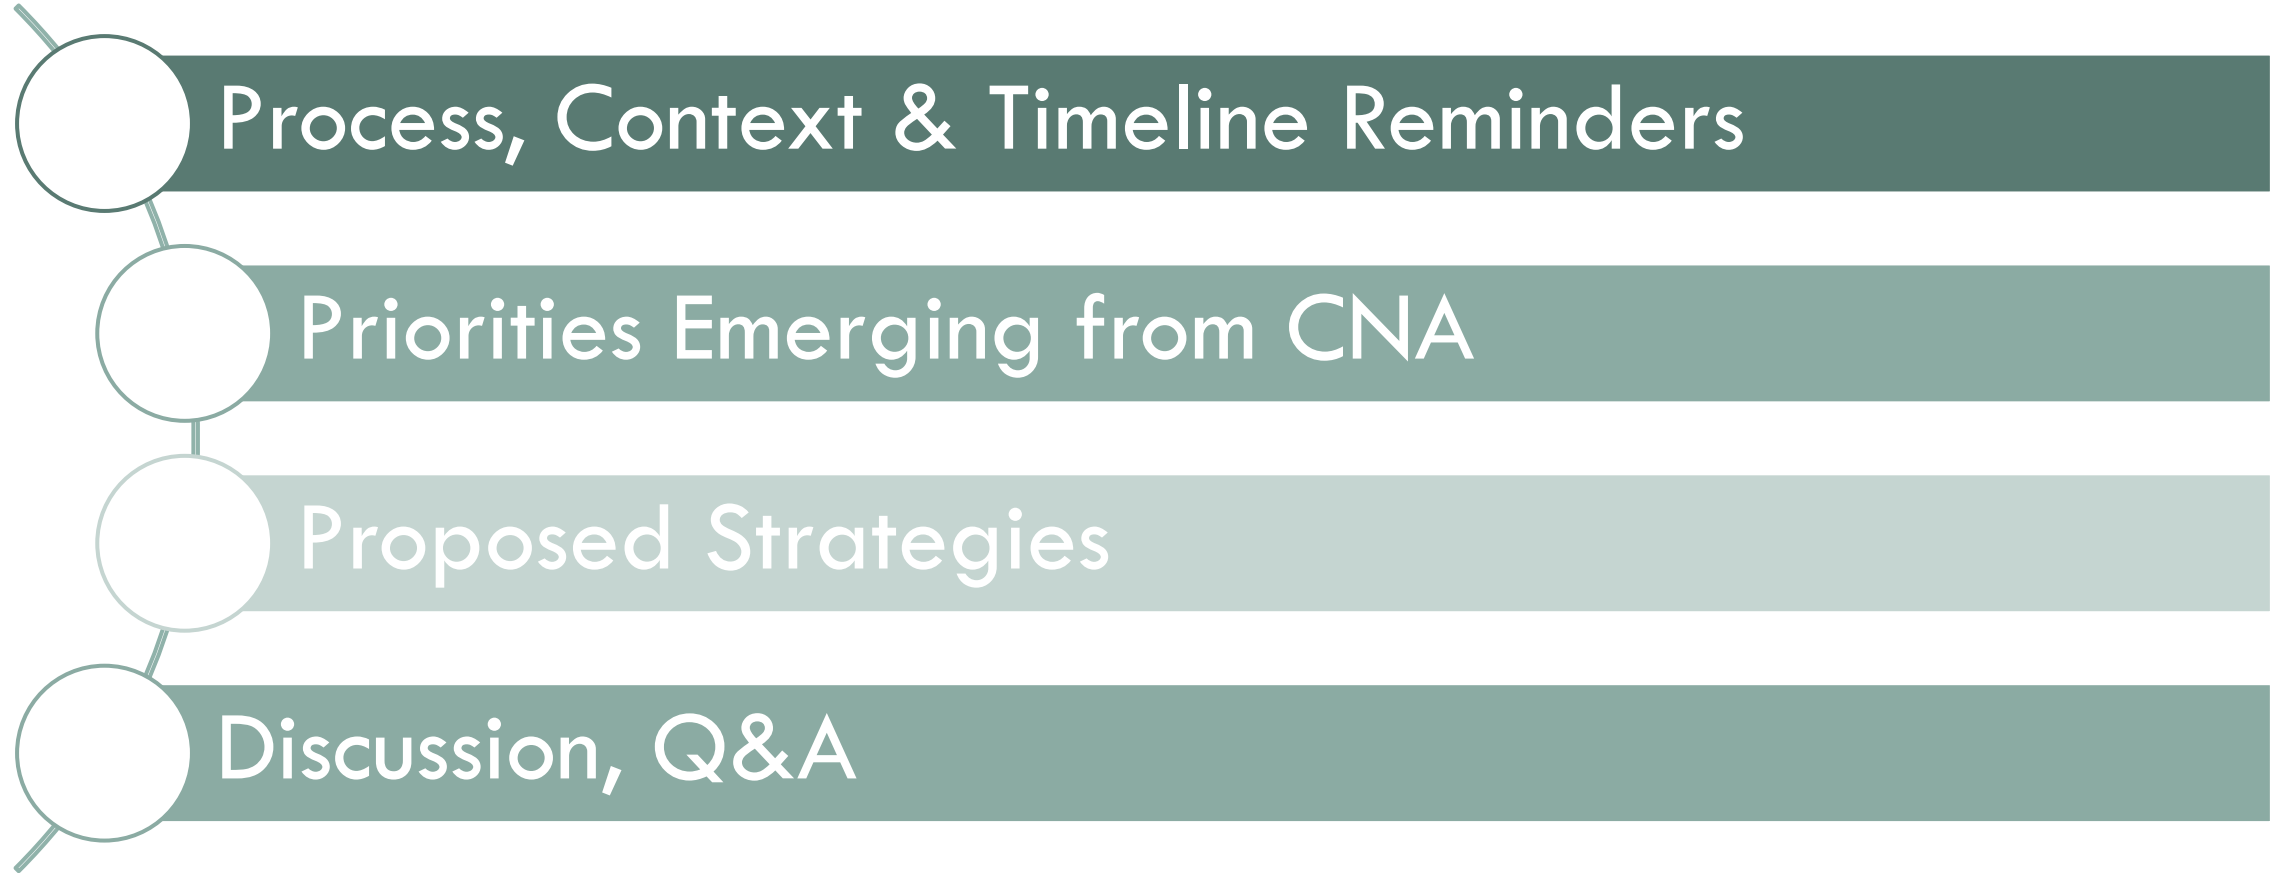 Process, Context & Timeline Reminders
Priorities Emerging from CNA
Proposed Strategies
Discussion, Q&A